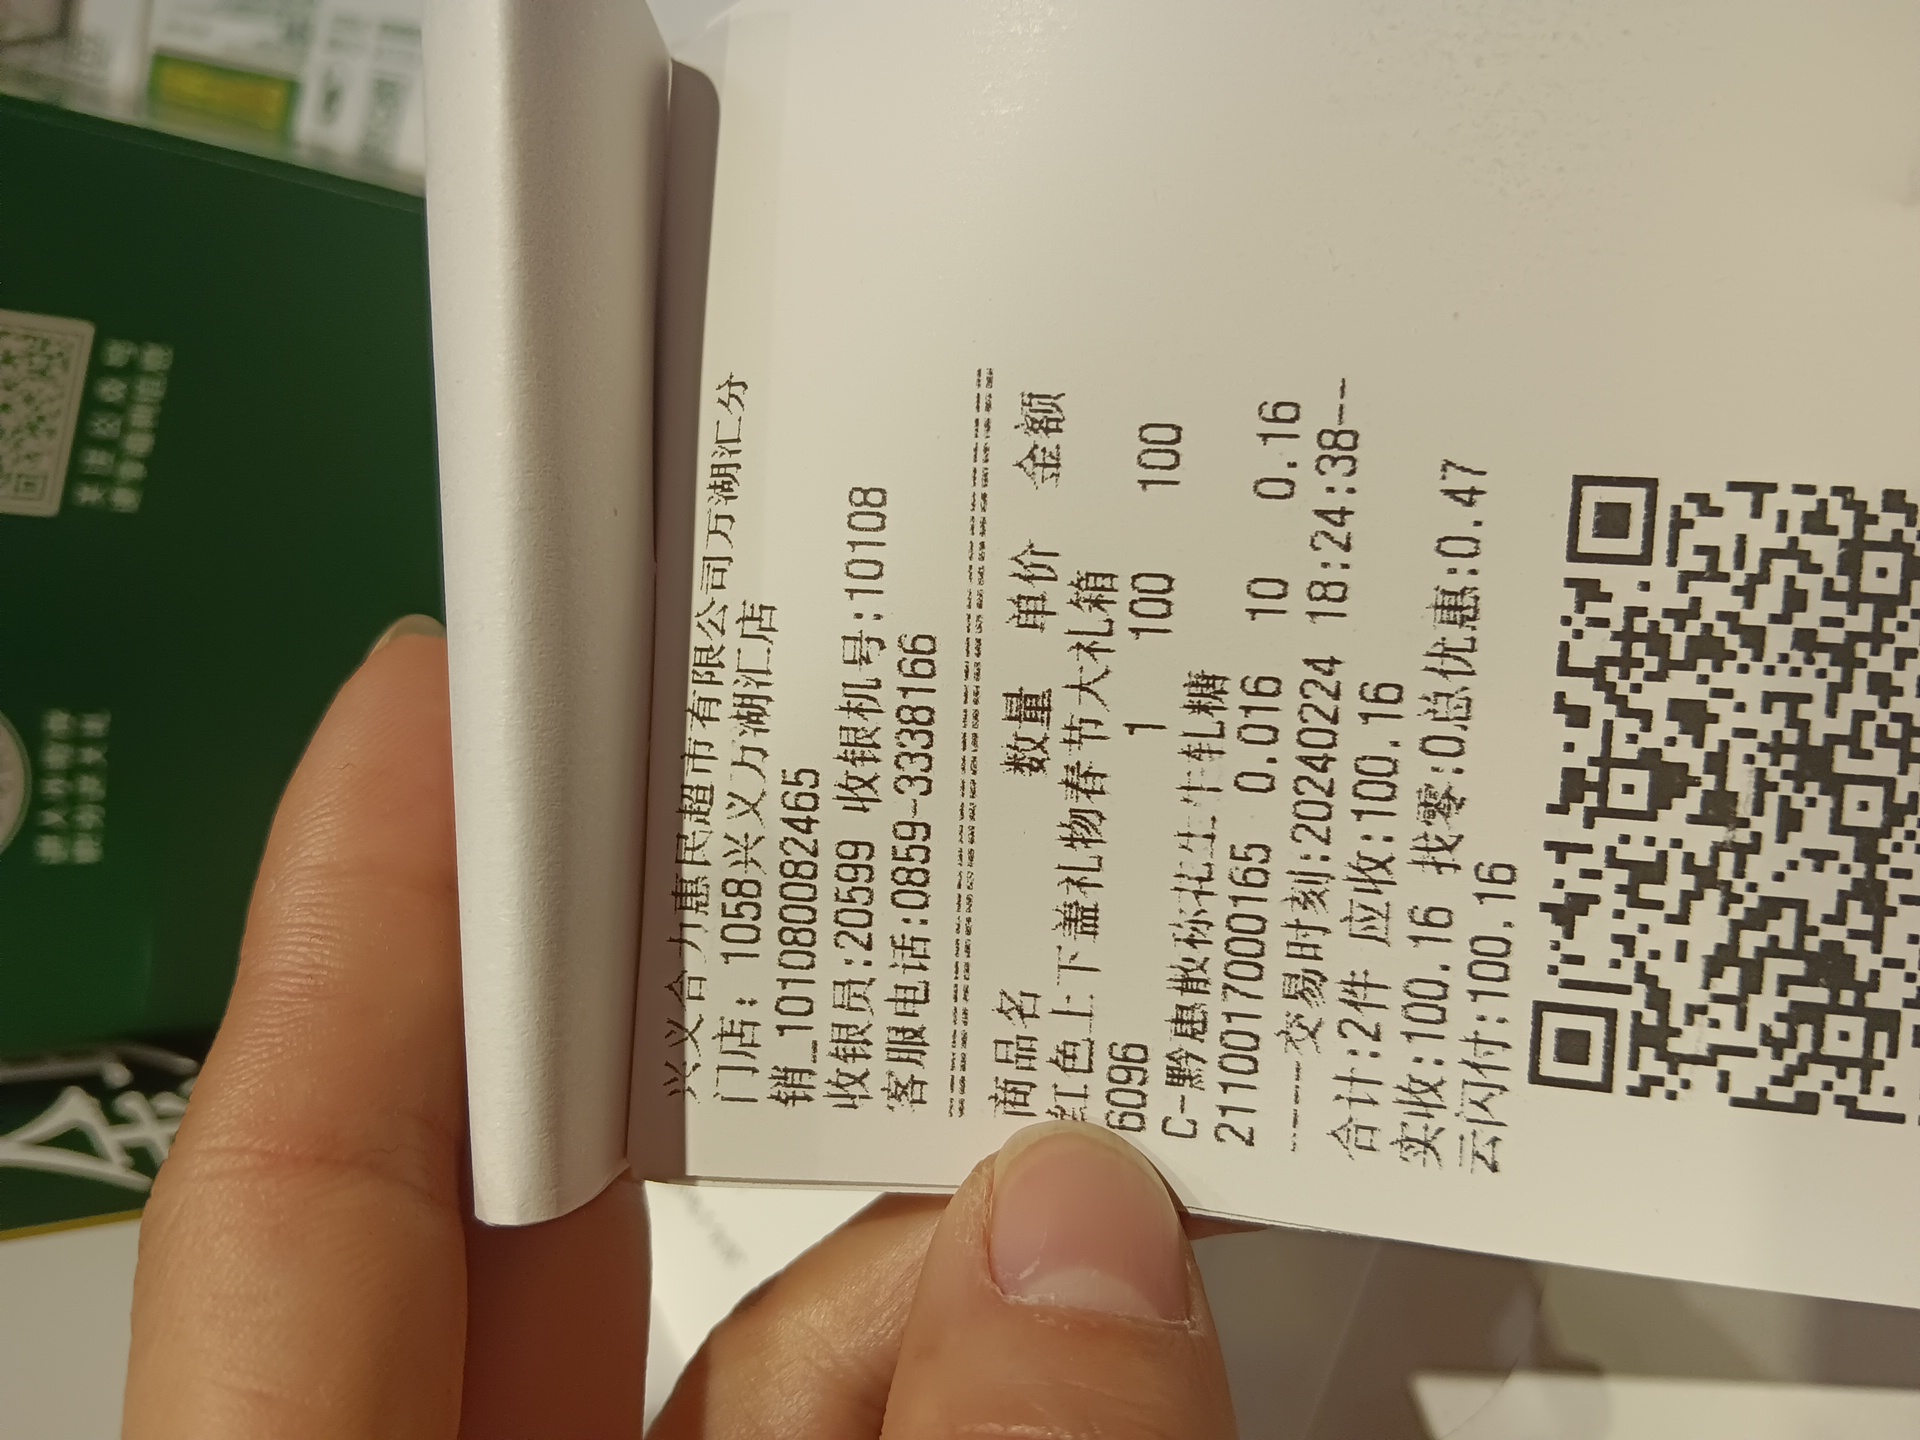 兴义合力惠民超市有限公司万湖汇分
门店: 1058兴义万湖汇店
销_101080082465
收银员:20599 收银机号:10108
客服电话:0859-3338166
商品名 数量 单价 金额
红色上下盖礼物春节大礼箱
6096 1 100 100
C-黔惠散称花生牛轧糖
2110017000165 0.016 10 0.16
------交易时刻:20240224 18:24:38---
合计:2件 应收:100.16
实收:100.16 找零:0总优惠:0.47
云闪付:100.16